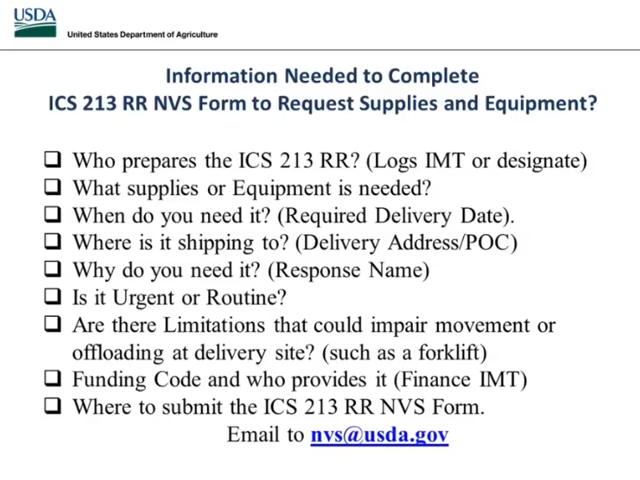 USDA
United States Department of Agriculture
Information Needed to Complete
ICS 213 RR NVS Form to Request Supplies and Equipment?
Who prepares the ICS 213 RR? (Logs IMT or designate)
What supplies or Equipment is needed?
When do you need it? (Required Delivery Date).
Where is it shipping to? (Delivery Address/POC)
Why do you need it? (Response Name)
Is it Urgent or Routine?
Are there Limitations that could impair movement or
offloading at delivery site? (such as a forklift)
Funding Code and who provides it (Finance IMT)
Where to submit the ICS 213 RR NVS Form.
Email to nvs@usda.gov